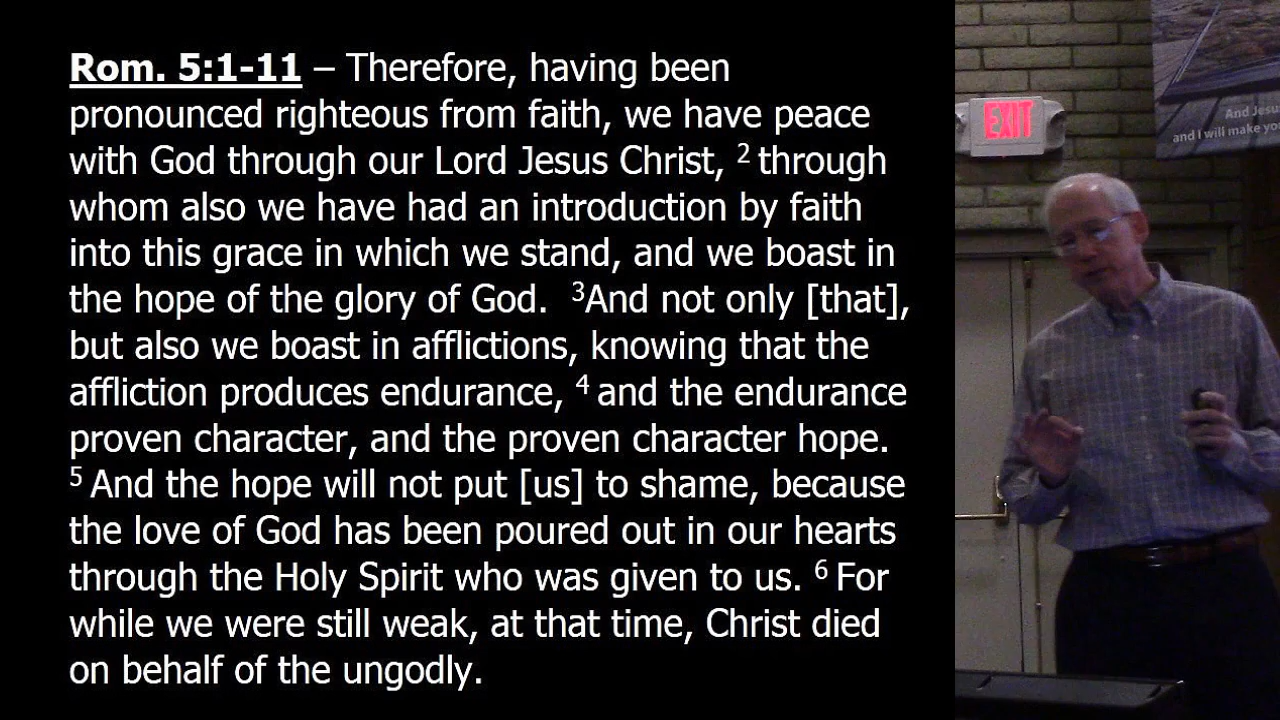 Rom. 5:1-11 – Therefore, having been
pronounced righteous from faith, we have peace
with God through our Lord Jesus Christ, ² through
whom also we have had an introduction by faith
into this grace in which we stand, and we boast in
the hope of the glory of God. ³And not only [that],
but also we boast in afflictions, knowing that the
affliction produces endurance, ⁴ and the endurance
proven character, and the proven character hope.
⁵ And the hope will not put [us] to shame, because
the love of God has been poured out in our hearts
through the Holy Spirit who was given to us. ⁶ For
while we were still weak, at that time, Christ died
on behalf of the ungodly.
EXIT
And Jesus
and I will make you